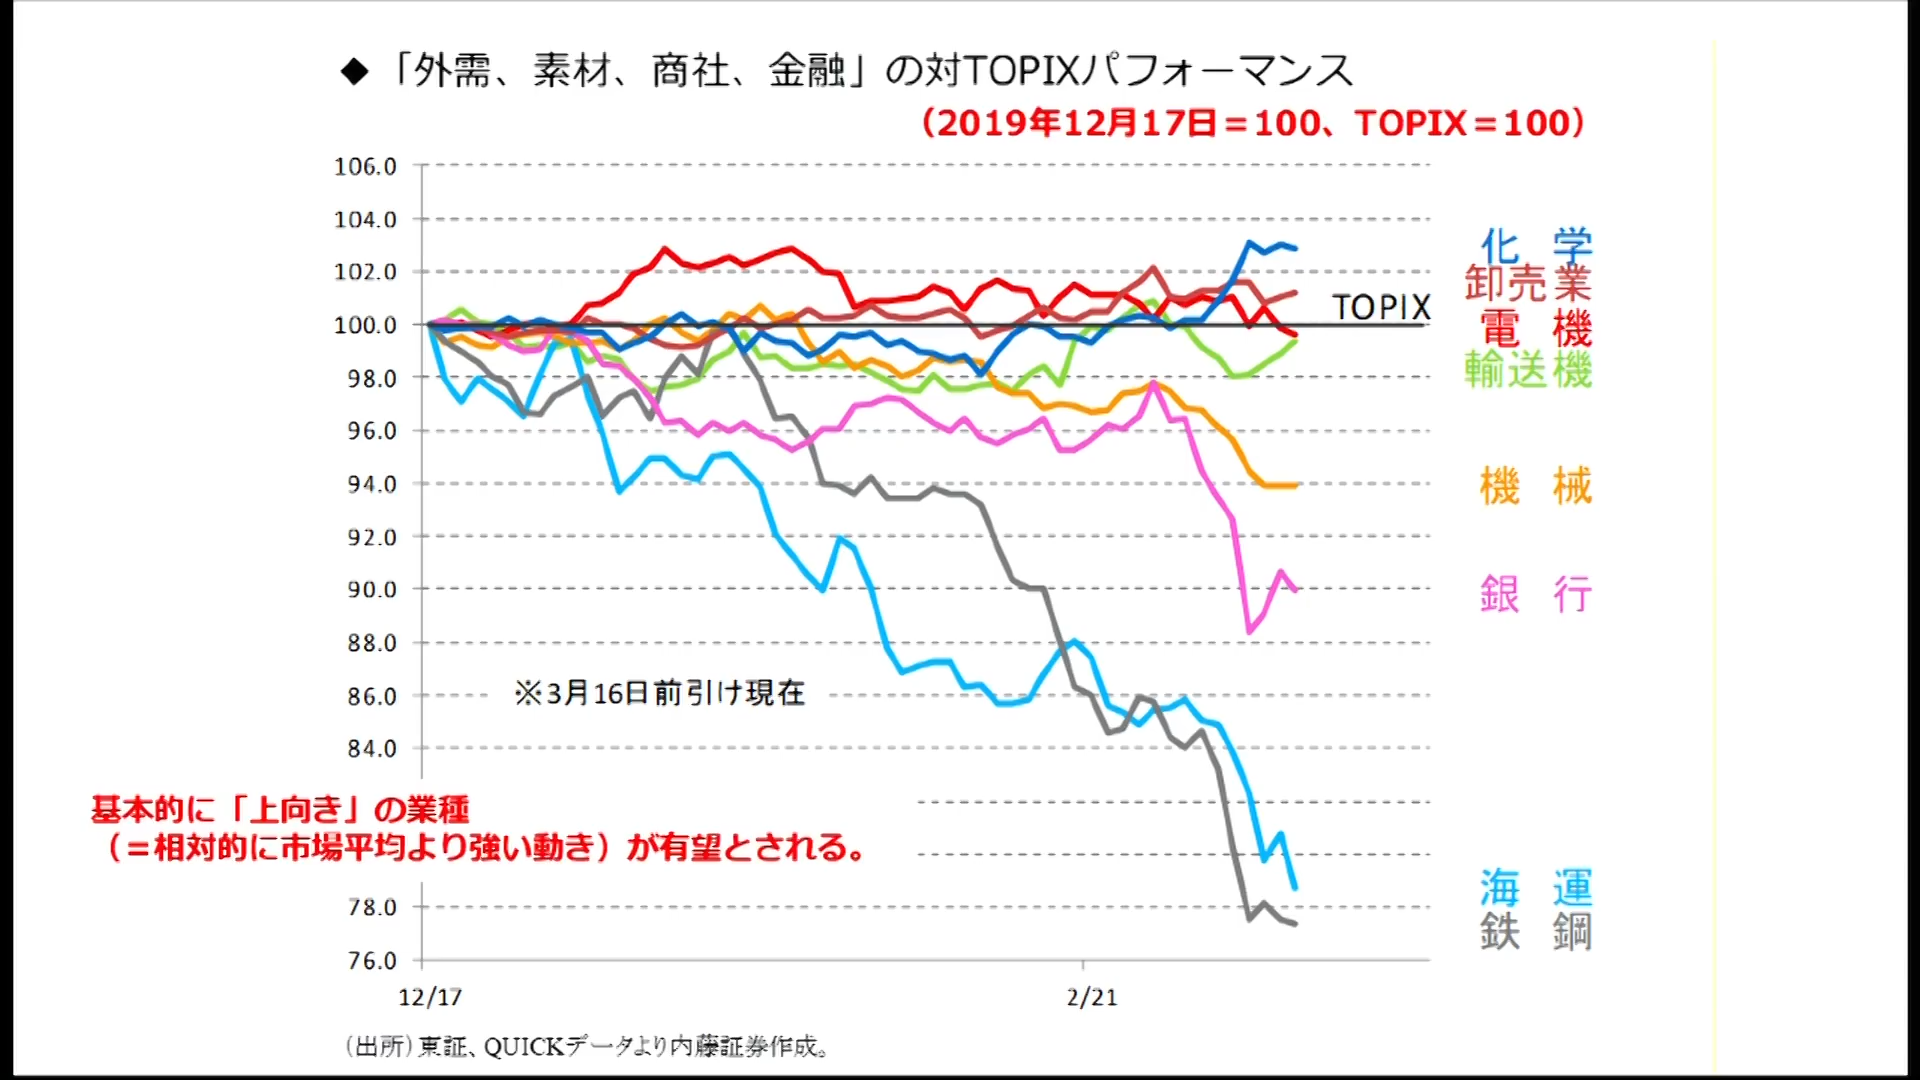 ◆「外需、素材、商社、金融」の対TOPIXパフォーマンス
（2019年12月17日＝100、TOPIX＝100）
106.0
104.0
102.0
100.0
98.0
96.0
94.0
92.0
90.0
88.0
86.0
84.0
78.0
76.0
TOPIX
化 学
卸売業
電 機
輸送機
機 械
銀 行
海 運
鉄 鋼
※3月16日前引け現在
基本的に「上向き」の業種
（＝相対的に市場平均より強い動き）が有望とされる。
12/17
2/21
（出所）東証、QUICKデータより内藤証券作成。